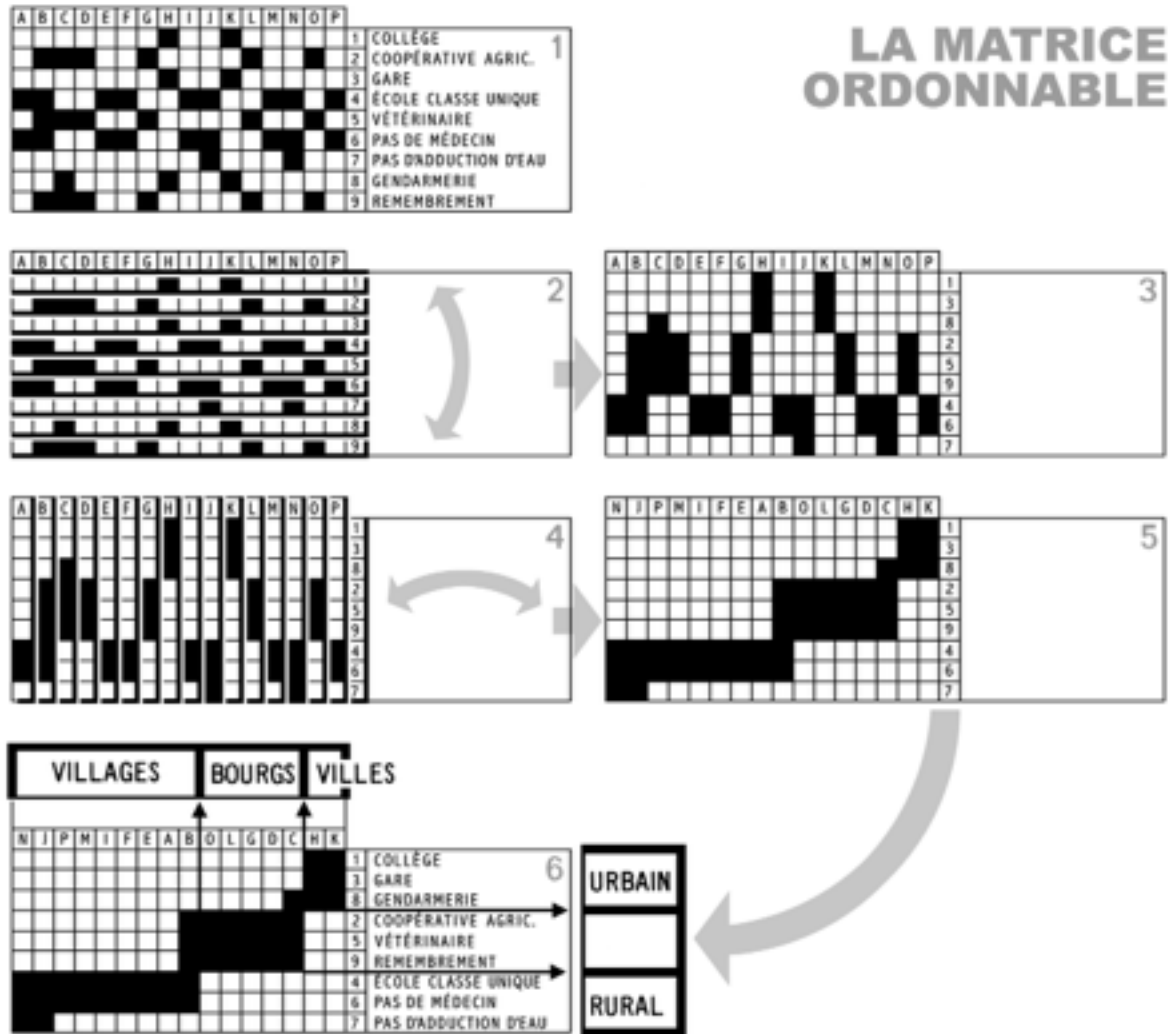 LA MATRICE
ORDONNABLE
A B C D E F G H I J K L M N O P
1 COLLÈGE
1
2 COOPÉRATIVE AGRIC.
3 GARE
4 ÉCOLE CLASSE UNIQUE
5 VÉTÉRINAIRE
6 PAS DE MÉDECIN
7 PAS D'ADDUCTION D'EAU
8 GENDARMERIE
9 REMEMBREMENT
A B C D E F G H I J K L M N O P
2
1
2
3
4
5
6
7
8
9
A B C D E F G H I J K L M N O P
3
1
3
8
2
5
9
4
6
7
A B C D E F G H I J K L M N O P
4
1
3
8
2
5
9
4
6
7
N J P M I F E A B O L G D C H K
5
1
3
8
2
5
9
4
6
7
VILLAGES BOURGS VILLES
N J P M I F E A B O L G D C H K
6
1 COLLÈGE
3 GARE
8 GENDARMERIE
2 COOPÉRATIVE AGRIC.
5 VÉTÉRINAIRE
9 REMEMBREMENT
4 ÉCOLE CLASSE UNIQUE
6 PAS DE MÉDECIN
7 PAS D'ADDUCTION D'EAU
URBAIN
RURAL